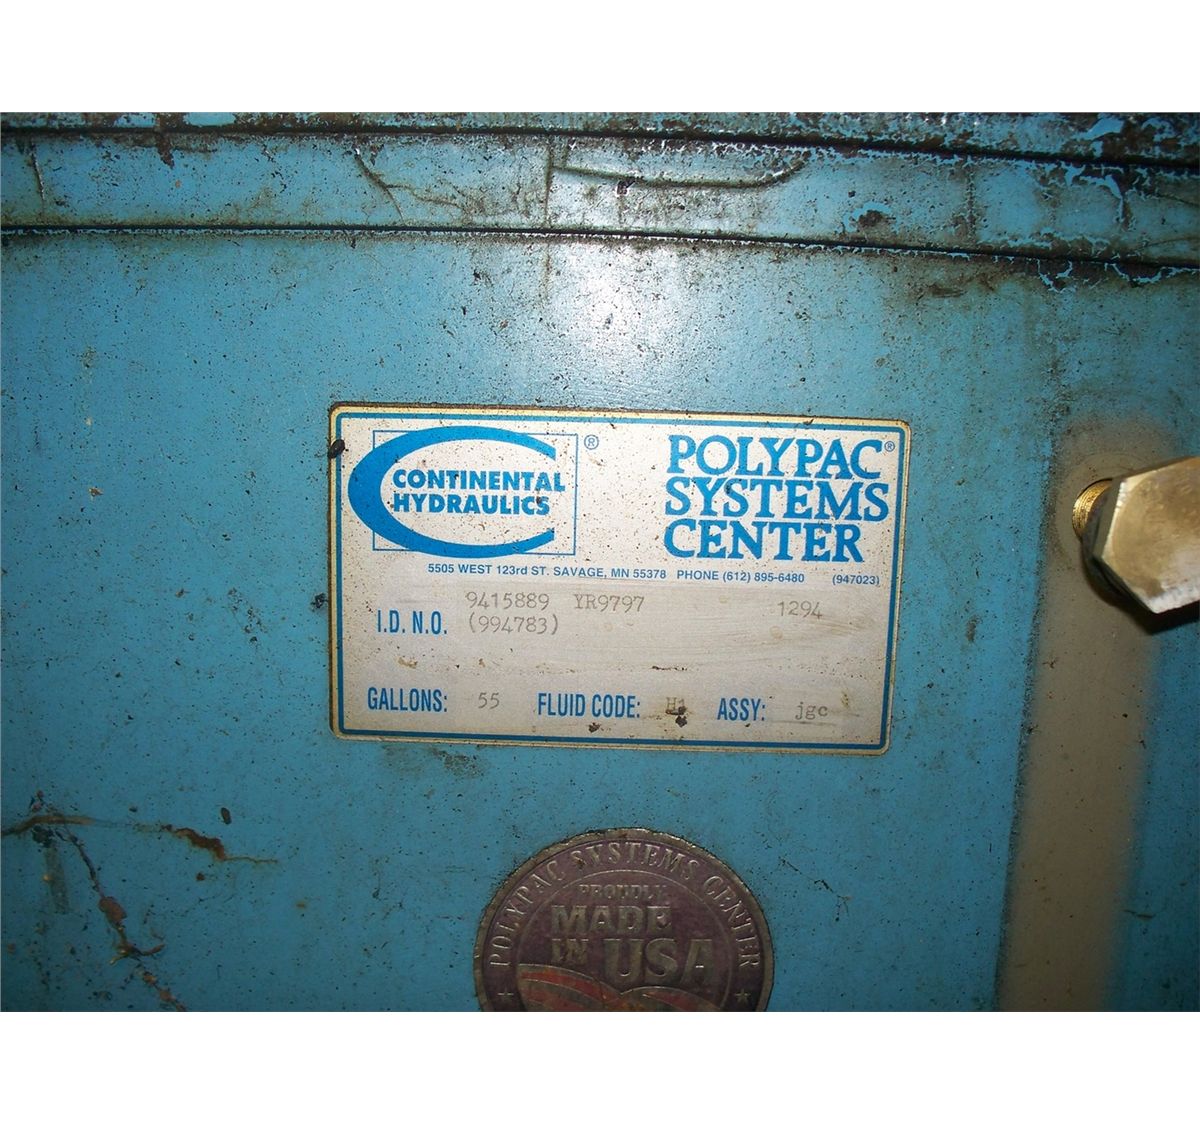 CONTINENTAL
HYDRAULICS
®
POLYPAC®
SYSTEMS
CENTER
5505 WEST 123rd ST. SAVAGE, MN 55378 PHONE (612) 895-6480 (947023)
9415889 YR9797 1294
I.D. N.O. (994783)
GALLONS: 55 FLUID CODE: H1 ASSY: jgc
POLYPAC SYSTEMS CENTER
PROUDLY
MADE
IN USA